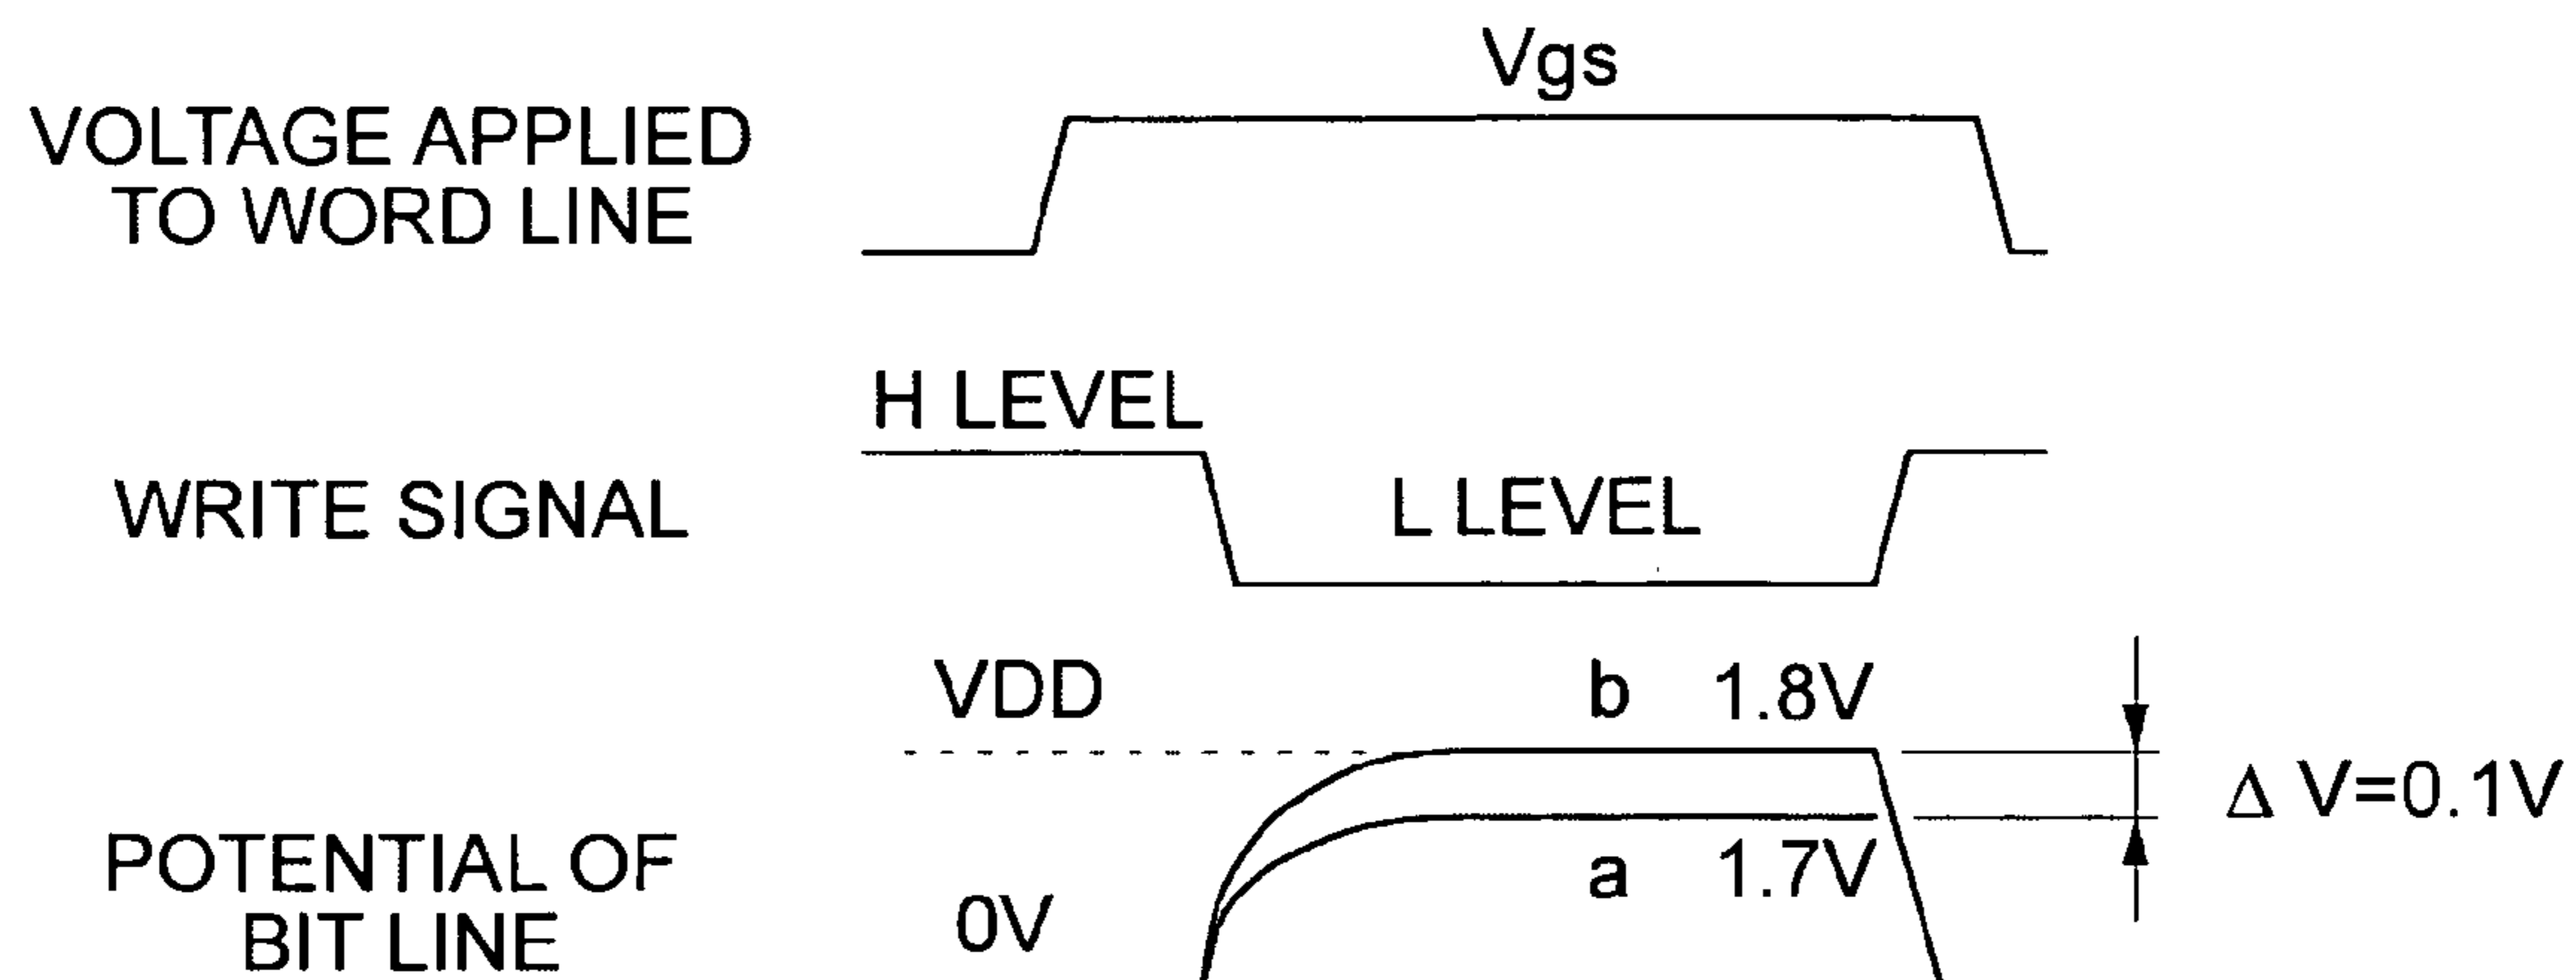 Vgs
VOLTAGE APPLIED
TO WORD LINE
H LEVEL
WRITE SIGNAL
L LEVEL
VDD
b 1.8V
Δ V=0.1V
POTENTIAL OF
BIT LINE
0V
a 1.7V